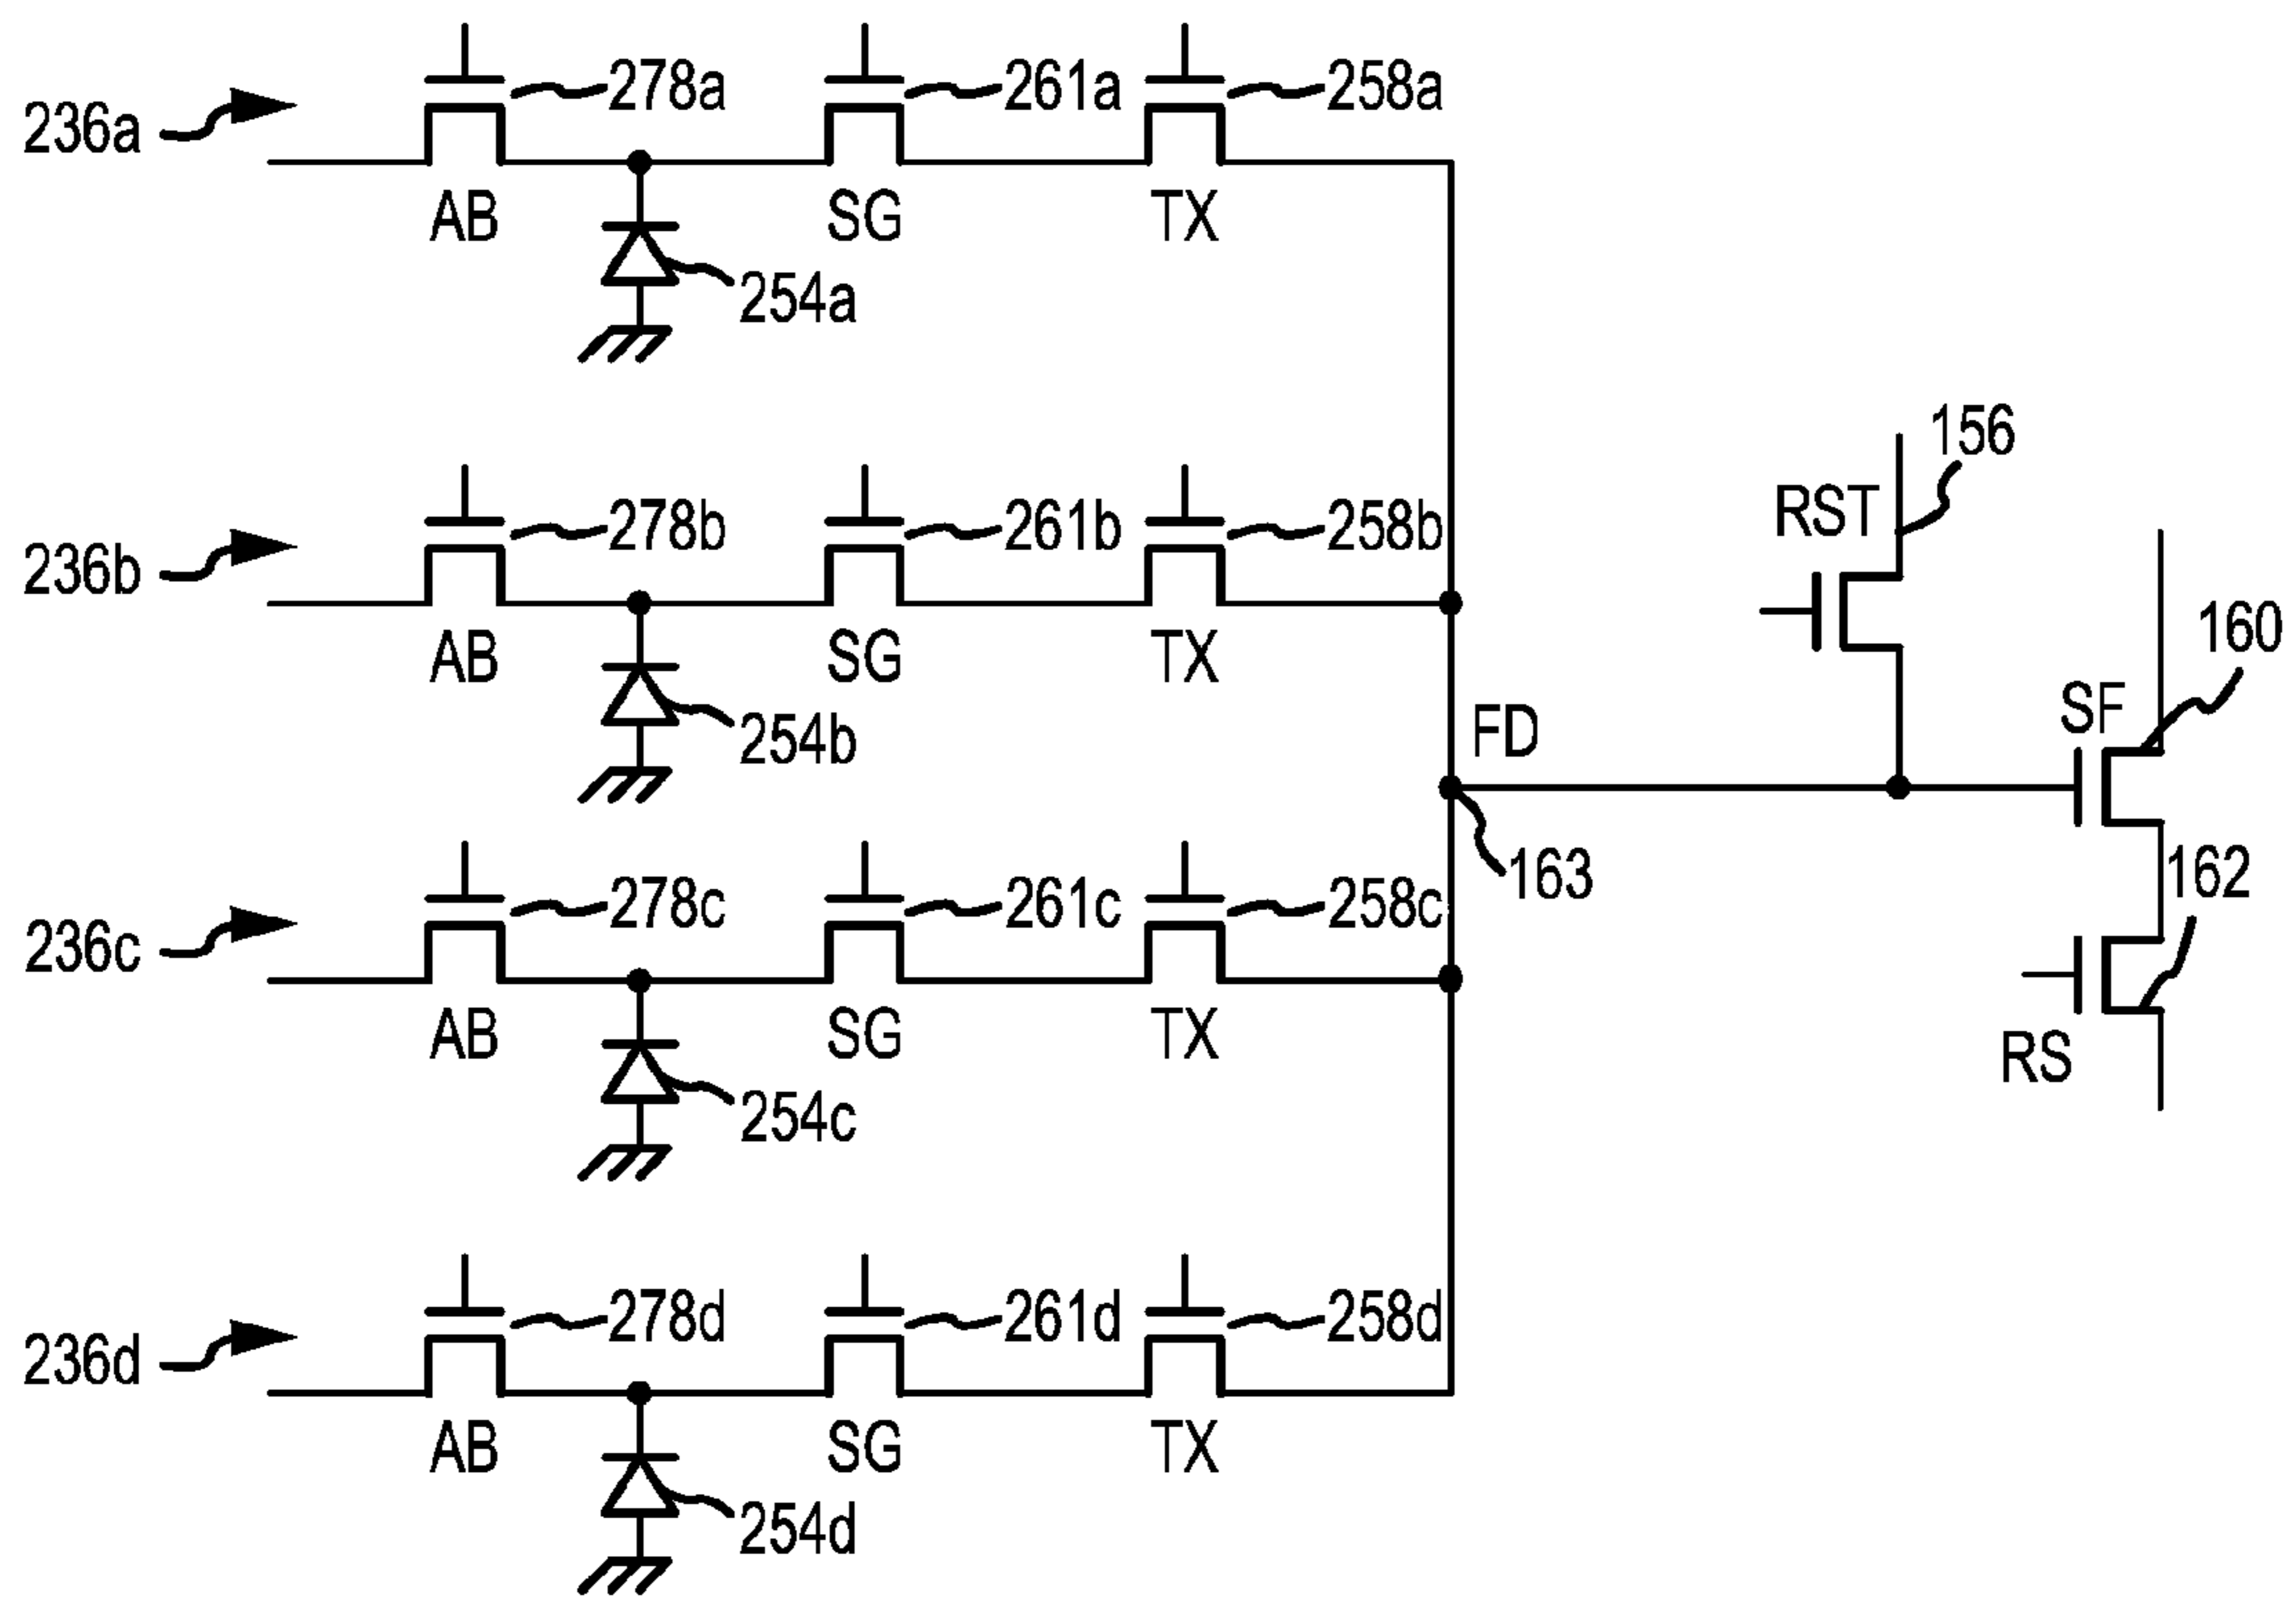 278a
261a
258a
236a
AB
SG
TX
254a
156
RST
278b
261b
258b
236b
160
AB
SG
TX
SF
FD
254b
163
162
278c
261c
258c
236c
AB
SG
TX
RS
254c
278d
261d
258d
236d
AB
SG
TX
254d